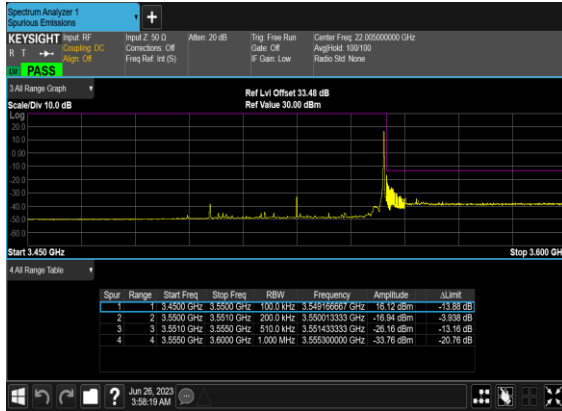 Spectrum Analyzer 1
Spurious Emissions
+
KEYSIGHT Input: RF Input Z: 50 Ω Atten: 20 dB Trig: Free Run Center Freq: 22.005000000 GHz
R T Coupling: DC Corrections: Off Gate: Off Avg|Hold: 100/100
Align: Off Freq Ref: Int (S) IF Gain: Low Radio Std: None
PASS
3 All Range Graph
Ref Lvl Offset 33.48 dB
Scale/Div 10.0 dB Ref Value 30.00 dBm
Log
20.0
10.0
0.00
-10.0
-20.0
-30.0
-40.0
-50.0
-60.0
Start 3.450 GHz Stop 3.600 GH
4 All Range Table
Spur Range Start Freq Stop Freq RBW Frequency Amplitude ΔLimit
1 1 3.4500 GHz 3.5500 GHz 100.0 kHz 3.549166667 GHz 16.12 dBm -13.88 dB
2 2 3.5500 GHz 3.5510 GHz 200.0 kHz 3.550013333 GHz -16.94 dBm -3.938 dB
3 3 3.5510 GHz 3.5550 GHz 510.0 kHz 3.551433333 GHz -26.16 dBm -13.16 dB
4 4 3.5550 GHz 3.6000 GHz 1.000 MHz 3.555300000 GHz -33.76 dBm -20.76 dB
? Jun 26, 2023
3:58:19 AM